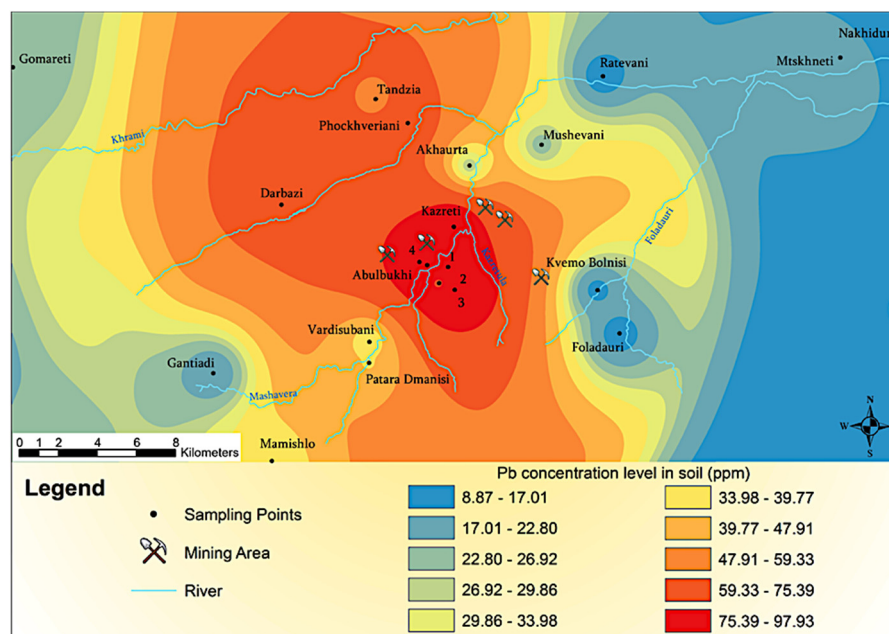 Gomareti
Nakhidur
Mtskhneti
Ratevani
Tandzia
Phockhveriani
Khrami
Mushevani
Akhaurta
Darbazi
Foladauri
Kazreti
4
1
Kvemo Bolnisi
Abulbukhi
2
3
Vardisubani
Foladauri
Gantiadi
Patara Dmanisi
Mashavera
N
W E
S
0 1 2 4 6 8
Kilometers
Mamishlo
Legend
Sampling Points
Mining Area
River
Pb concentration level in soil (ppm)
8.87 - 17.01
17.01 - 22.80
22.80 - 26.92
26.92 - 29.86
29.86 - 33.98
33.98 - 39.77
39.77 - 47.91
47.91 - 59.33
59.33 - 75.39
75.39 - 97.93